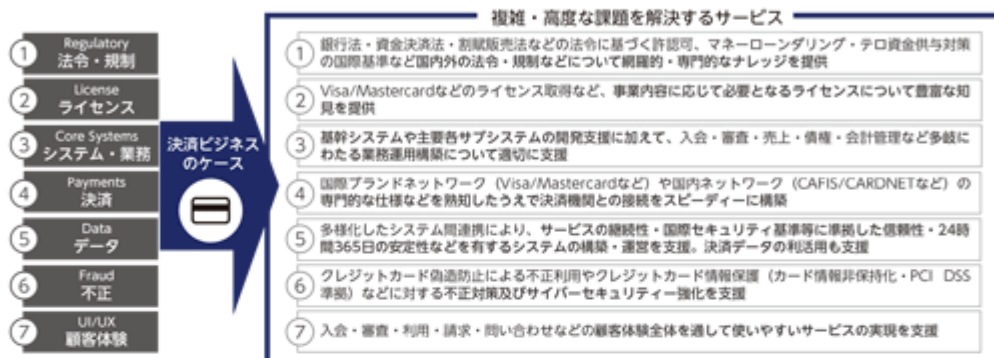 複雑・高度な課題を解決するサービス
1
Regulatory
法令・規制
2
License
ライセンス
3
Core Systems
システム・業務
4
Payments
決済
5
Data
データ
6
Fraud
不正
7
UI/UX
顧客体験
決済ビジネス
のケース
1
銀行法・資金決済法・割賦販売法などの法令に基づく許認可、マネーローンダリング・テロ資金供与対策
の国際基準など国内外の法令・規制などについて網羅的・専門的なナレッジを提供
2
Visa/Mastercardなどのライセンス取得など、事業内容に応じて必要となるライセンスについて豊富な知
見を提供
3
基幹システムや主要各サブシステムの開発支援に加えて、入会・審査・売上・債権・会計管理など多岐に
わたる業務運用構築について適切に支援
4
国際ブランドネットワーク（Visa/Mastercardなど）や国内ネットワーク（CAFIS/CARDNETなど）の
専門的な仕様などを熟知したうえで決済機関との接続をスピーディーに構築
5
多様化したシステム間連携により、サービスの継続性・国際セキュリティ基準等に準拠した信頼性・24時
間365日の安定性などを有するシステムの構築・運営を支援。決済データの利活用も支援
6
クレジットカード偽造防止による不正利用やクレジットカード情報保護（カード情報非保持化・PCI DSS
準拠）などに対する不正対策及びサイバーセキュリティー強化を支援
7
入会・審査・利用・請求・問い合わせなどの顧客体験全体を通して使いやすいサービスの実現を支援